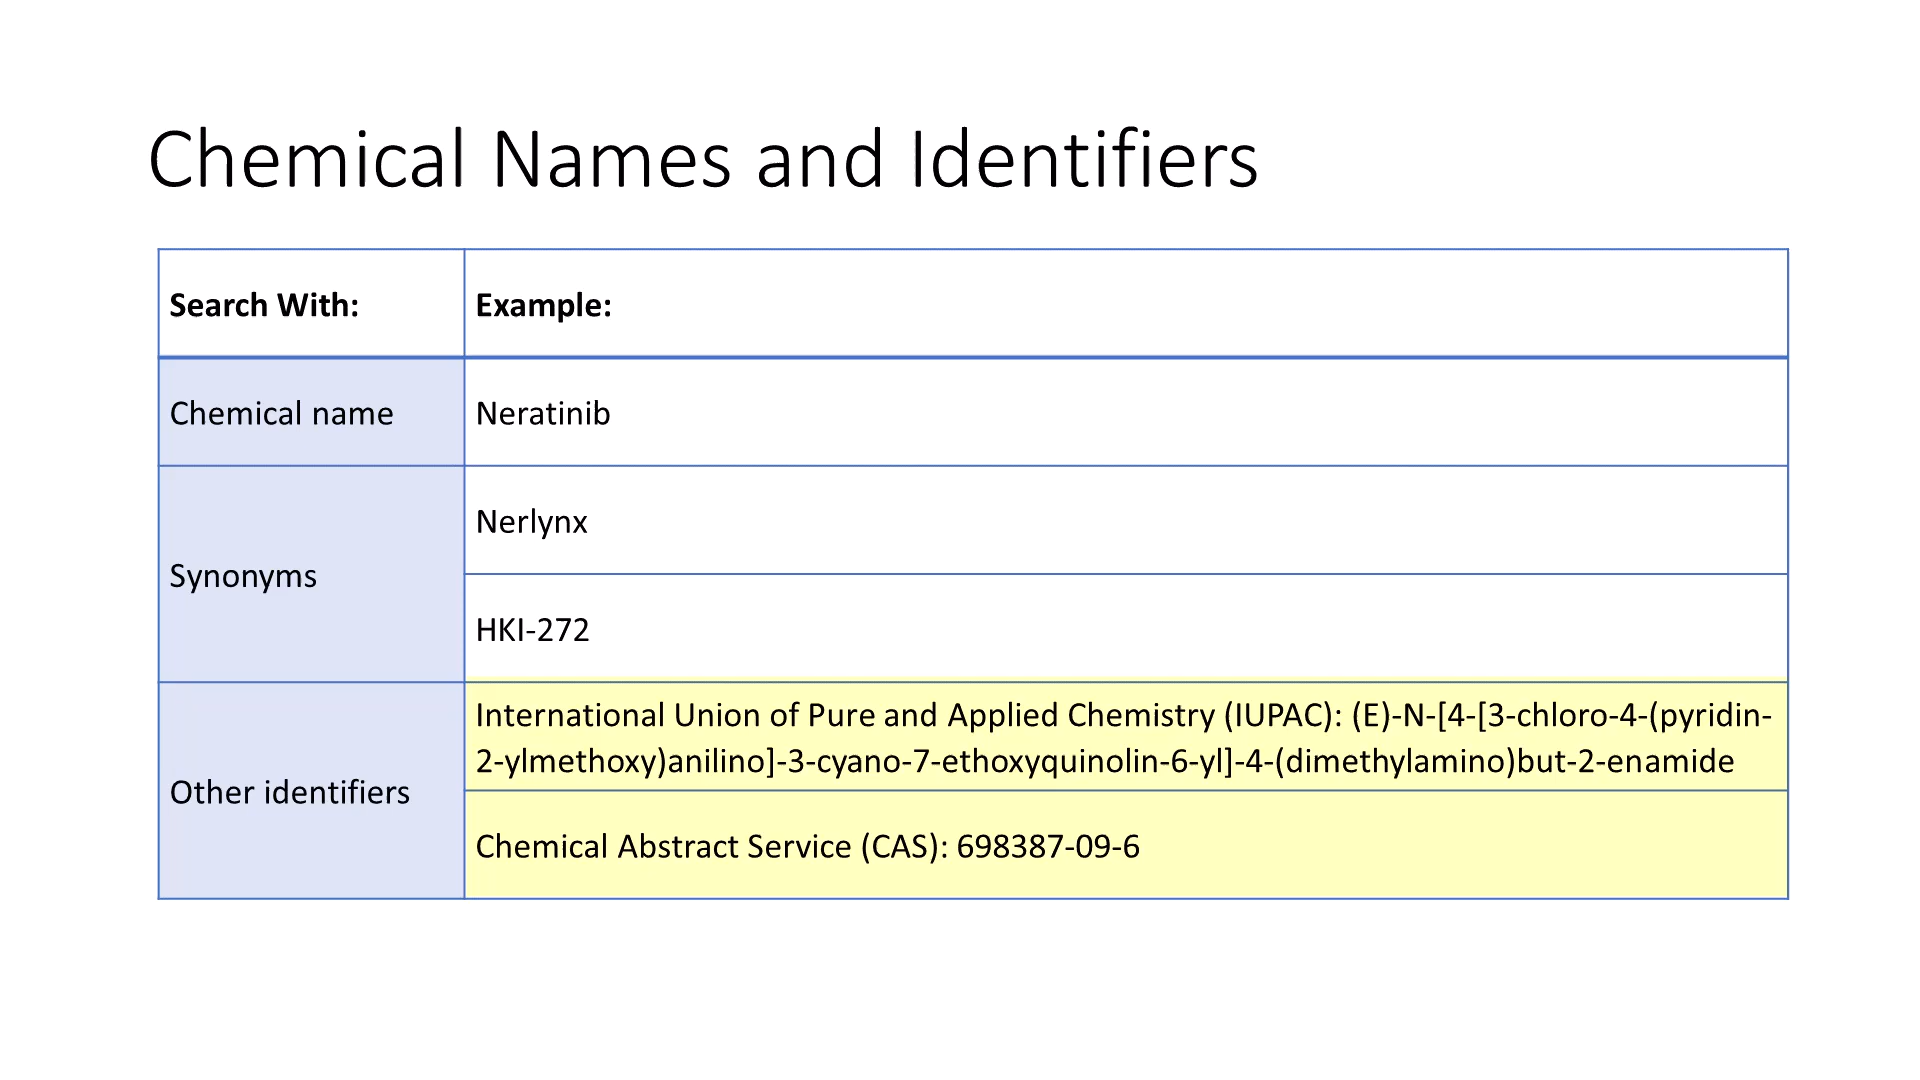 Chemical Names and Identifiers
Search With:
Example:
Chemical name
Neratinib
Synonyms
Nerlynx
HKI-272
Other identifiers
International Union of Pure and Applied Chemistry (IUPAC): (E)-N-[4-[3-chloro-4-(pyridin-
2-ylmethoxy)anilino]-3-cyano-7-ethoxyquinolin-6-yl]-4-(dimethylamino)but-2-enamide
Chemical Abstract Service (CAS): 698387-09-6